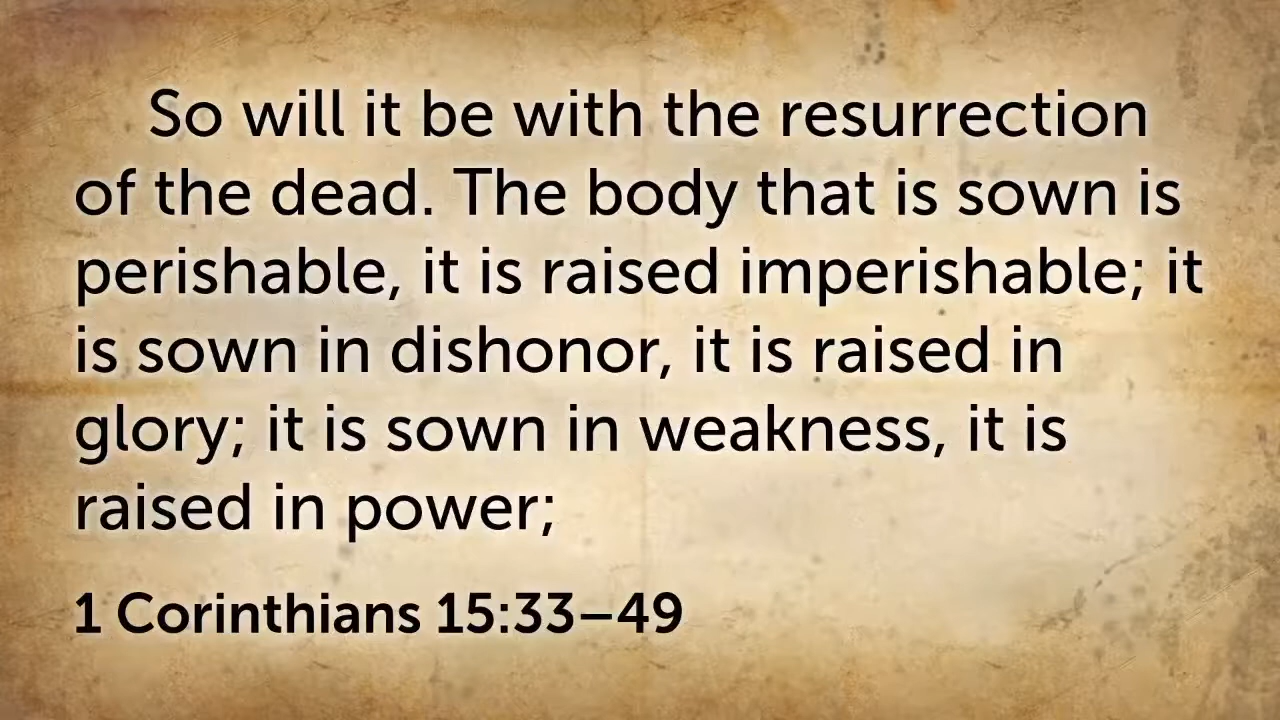 So will it be with the resurrection
of the dead. The body that is sown is
perishable, it is raised imperishable; it
is sown in dishonor, it is raised in
glory; it is sown in weakness, it is
raised in power;
1 Corinthians 15:33–49